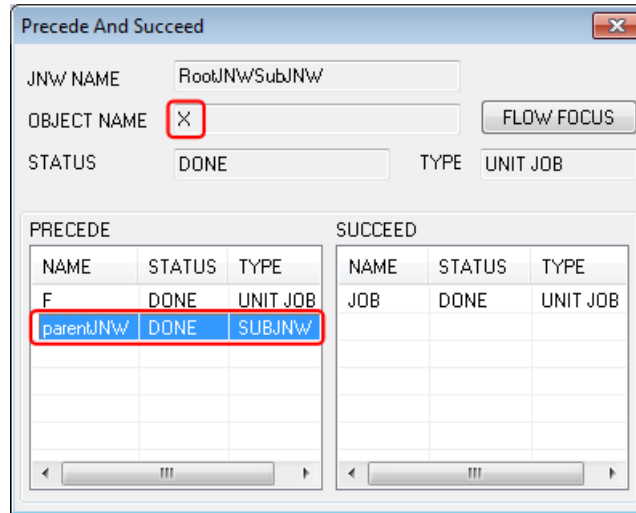 Precede And Succeed
JNW NAME RootJNWSubJNW
OBJECT NAME X FLOW FOCUS
STATUS DONE TYPE UNIT JOB
PRECEDE SUCCEED
NAME STATUS TYPE NAME STATUS TYPE
F DONE UNIT JOB JOB DONE UNIT JOB
parentJNW DONE SUBJNW